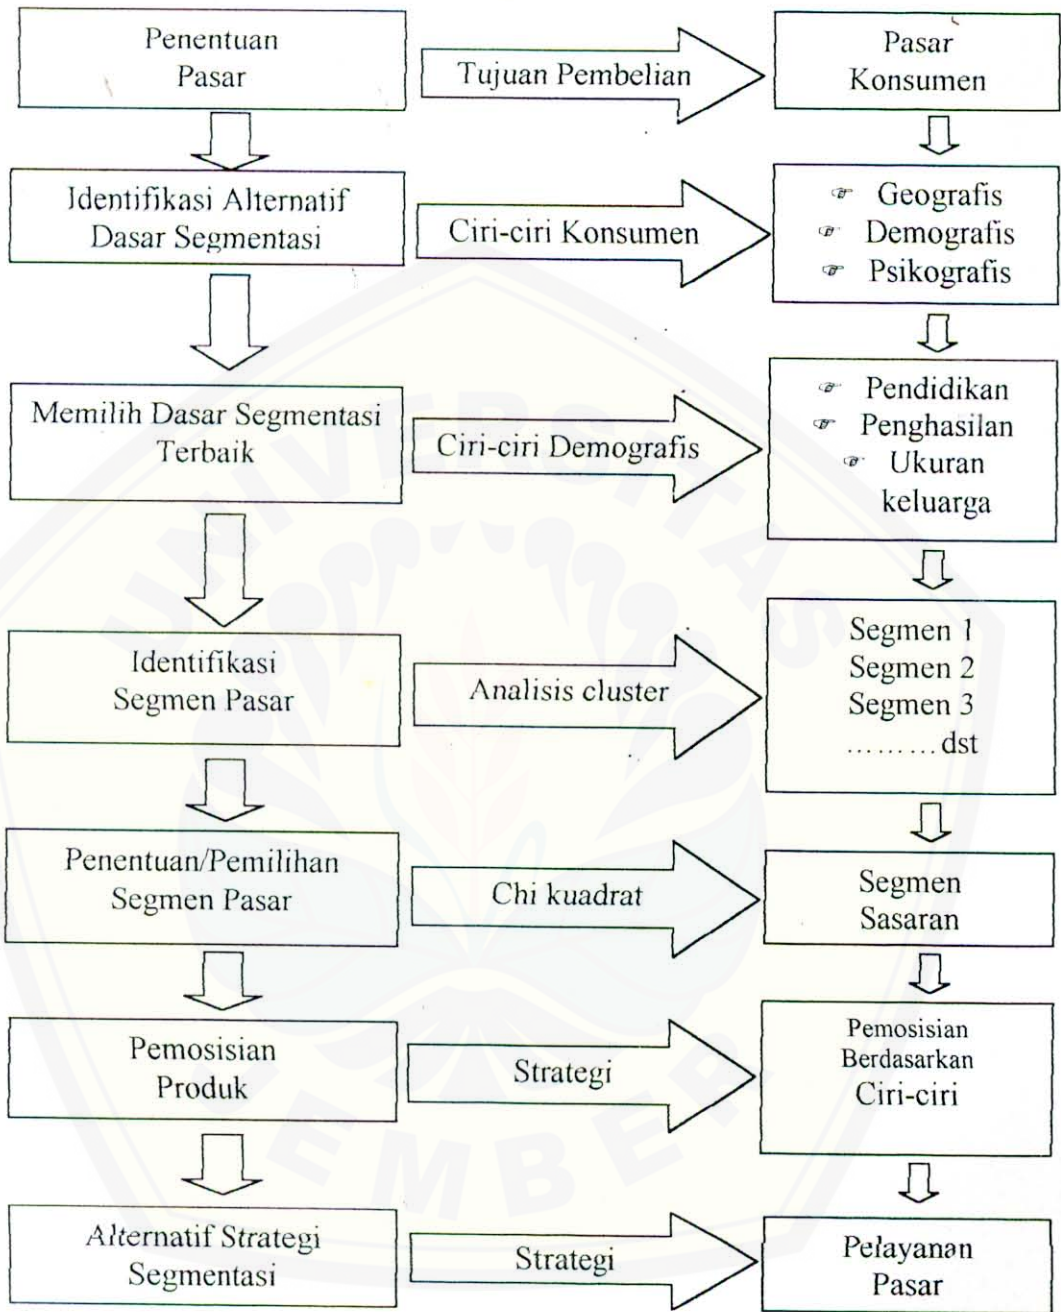 Penentuan
Pasar
Tujuan Pembelian
Pasar
Konsumen
Identifikasi Alternatif
Dasar Segmentasi
Ciri-ciri Konsumen
Geografis
Demografis
Psikografis
Memilih Dasar Segmentasi
Terbaik
Ciri-ciri Demografis
Pendidikan
Penghasilan
Ukuran
keluarga
Identifikasi
Segmen Pasar
Analisis cluster
Segmen 1
Segmen 2
Segmen 3
.........dst
Penentuan/Pemilihan
Segmen Pasar
Chi kuadrat
Segmen
Sasaran
Pemosisian
Produk
Strategi
Pemosisian
Berdasarkan
Ciri-ciri
Alternatif Strategi
Segmentasi
Strategi
Pelayanan
Pasar
UNIVERSITAS
JEMBER